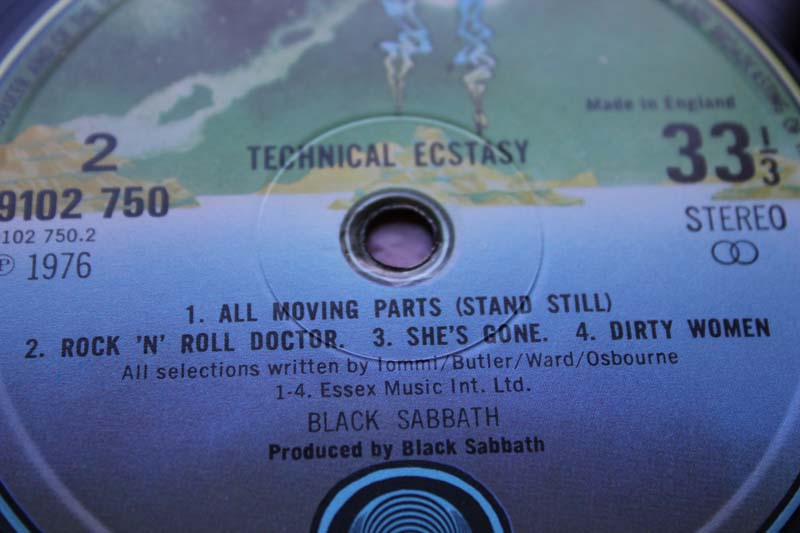 Made in England
2
TECHNICAL ECSTASY
33 1/3
9102 750
STEREO
102 750.2
℗ 1976
1. ALL MOVING PARTS (STAND STILL)
2. ROCK 'N' ROLL DOCTOR. 3. SHE'S GONE. 4. DIRTY WOMEN
All selections written by Iommi/Butler/Ward/Osbourne
1-4. Essex Music Int. Ltd.
BLACK SABBATH
Produced by Black Sabbath